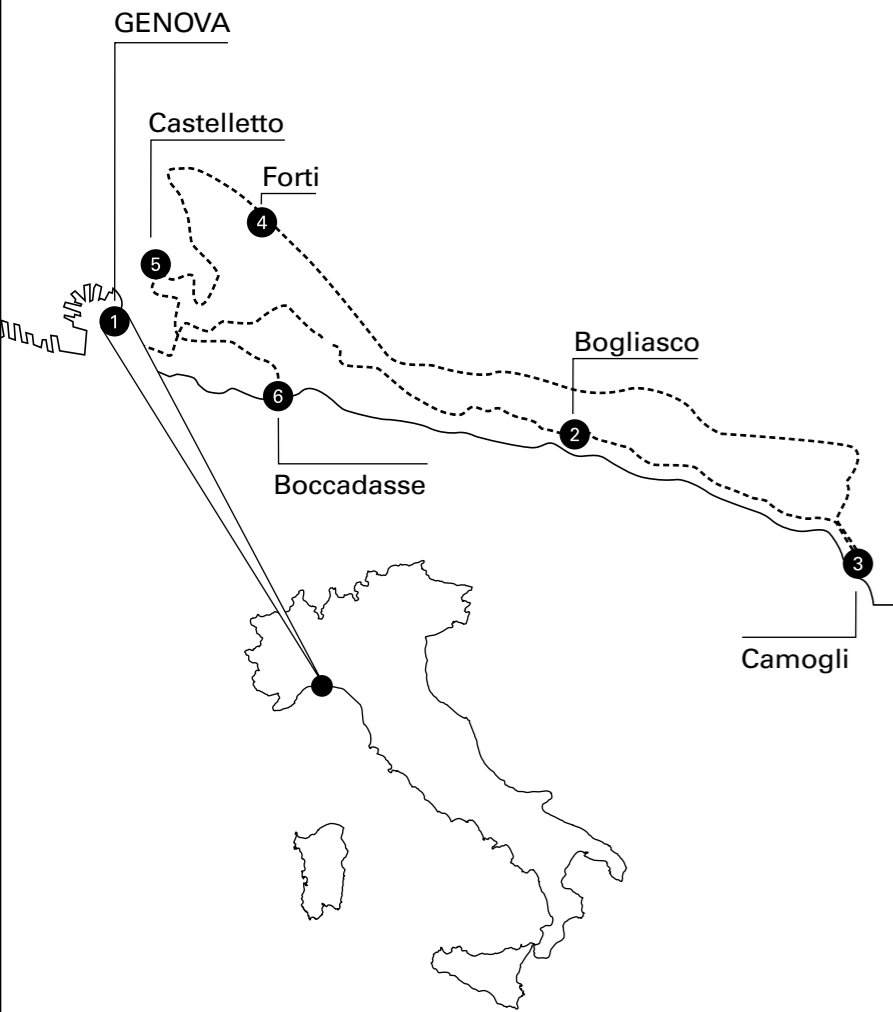 GENOVA
Castelletto
Forti
4
5
1
Bogliasco
6
2
Boccadasse
3
Camogli